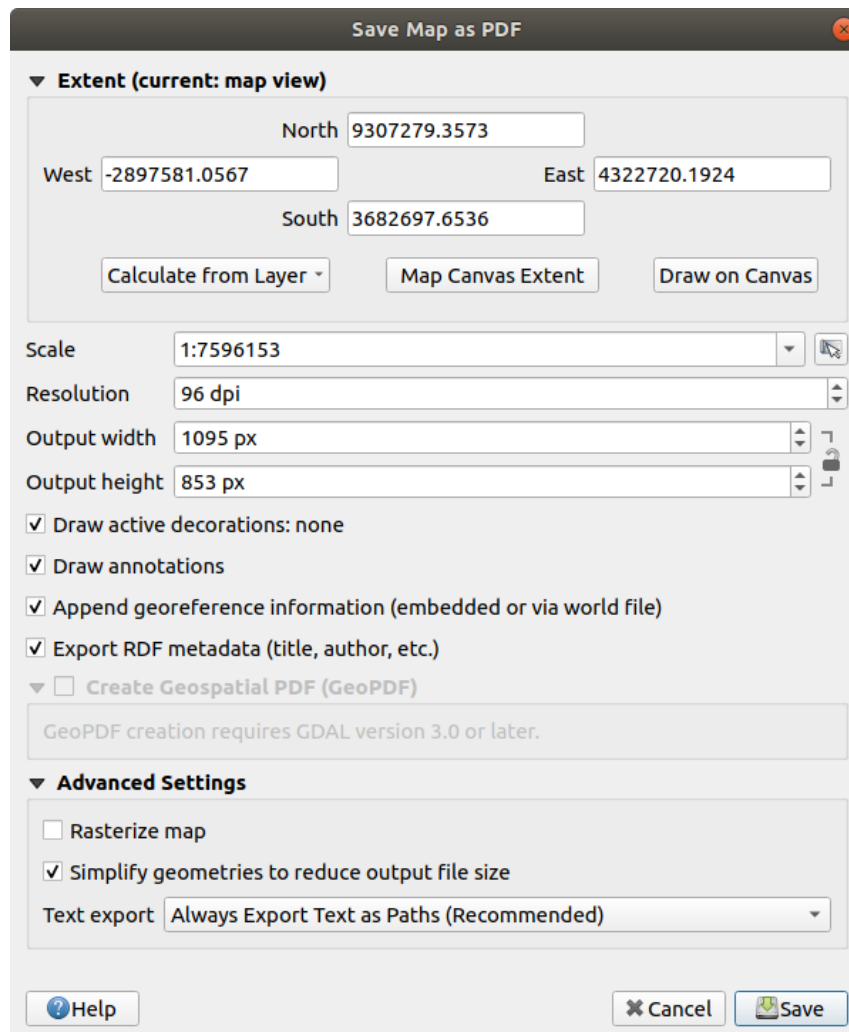 Save Map as PDF
Extent (current: map view)
North 9307279.3573
West -2897581.0567 East 4322720.1924
South 3682697.6536
Calculate from Layer Map Canvas Extent Draw on Canvas
Scale 1:7596153
Resolution 96 dpi
Output width 1095 px
Output height 853 px
Draw active decorations: none
Draw annotations
Append georeference information (embedded or via world file)
Export RDF metadata (title, author, etc.)
Create Geospatial PDF (GeoPDF)
GeoPDF creation requires GDAL version 3.0 or later.
Advanced Settings
Rasterize map
Simplify geometries to reduce output file size
Text export Always Export Text as Paths (Recommended)
Help Cancel Save